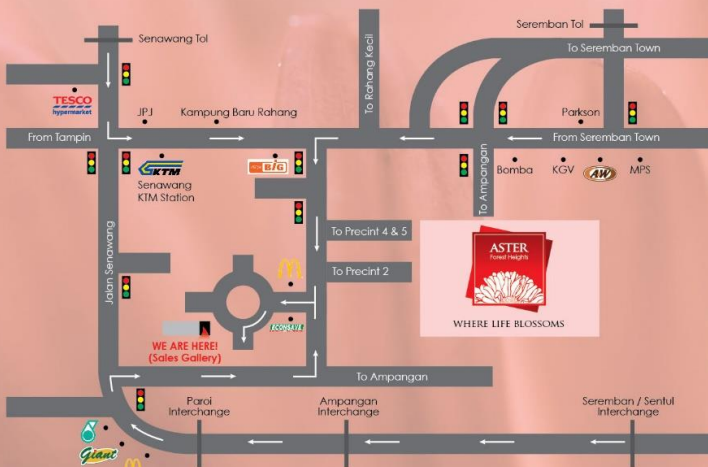 Senawang Tol
Seremban Tol
To Seremban Town
TESCO
hypermarket
JPJ
Kampung Baru Rahang
To Rahang Kecil
Parkson
From Tampin
From Seremban Town
KTM
Senawang
KTM Station
BiG
To Ampangan
Bomba
KGV
A&W
MPS
Jalan Senawang
To Precint 4 & 5
To Precint 2
ASTER
Forest Heights
WHERE LIFE BLOSSOMS
ECONSAVE
WE ARE HERE!
(Sales Gallery)
To Ampangan
Paroi
Interchange
Ampangan
Interchange
Seremban / Sentul
Interchange
Giant